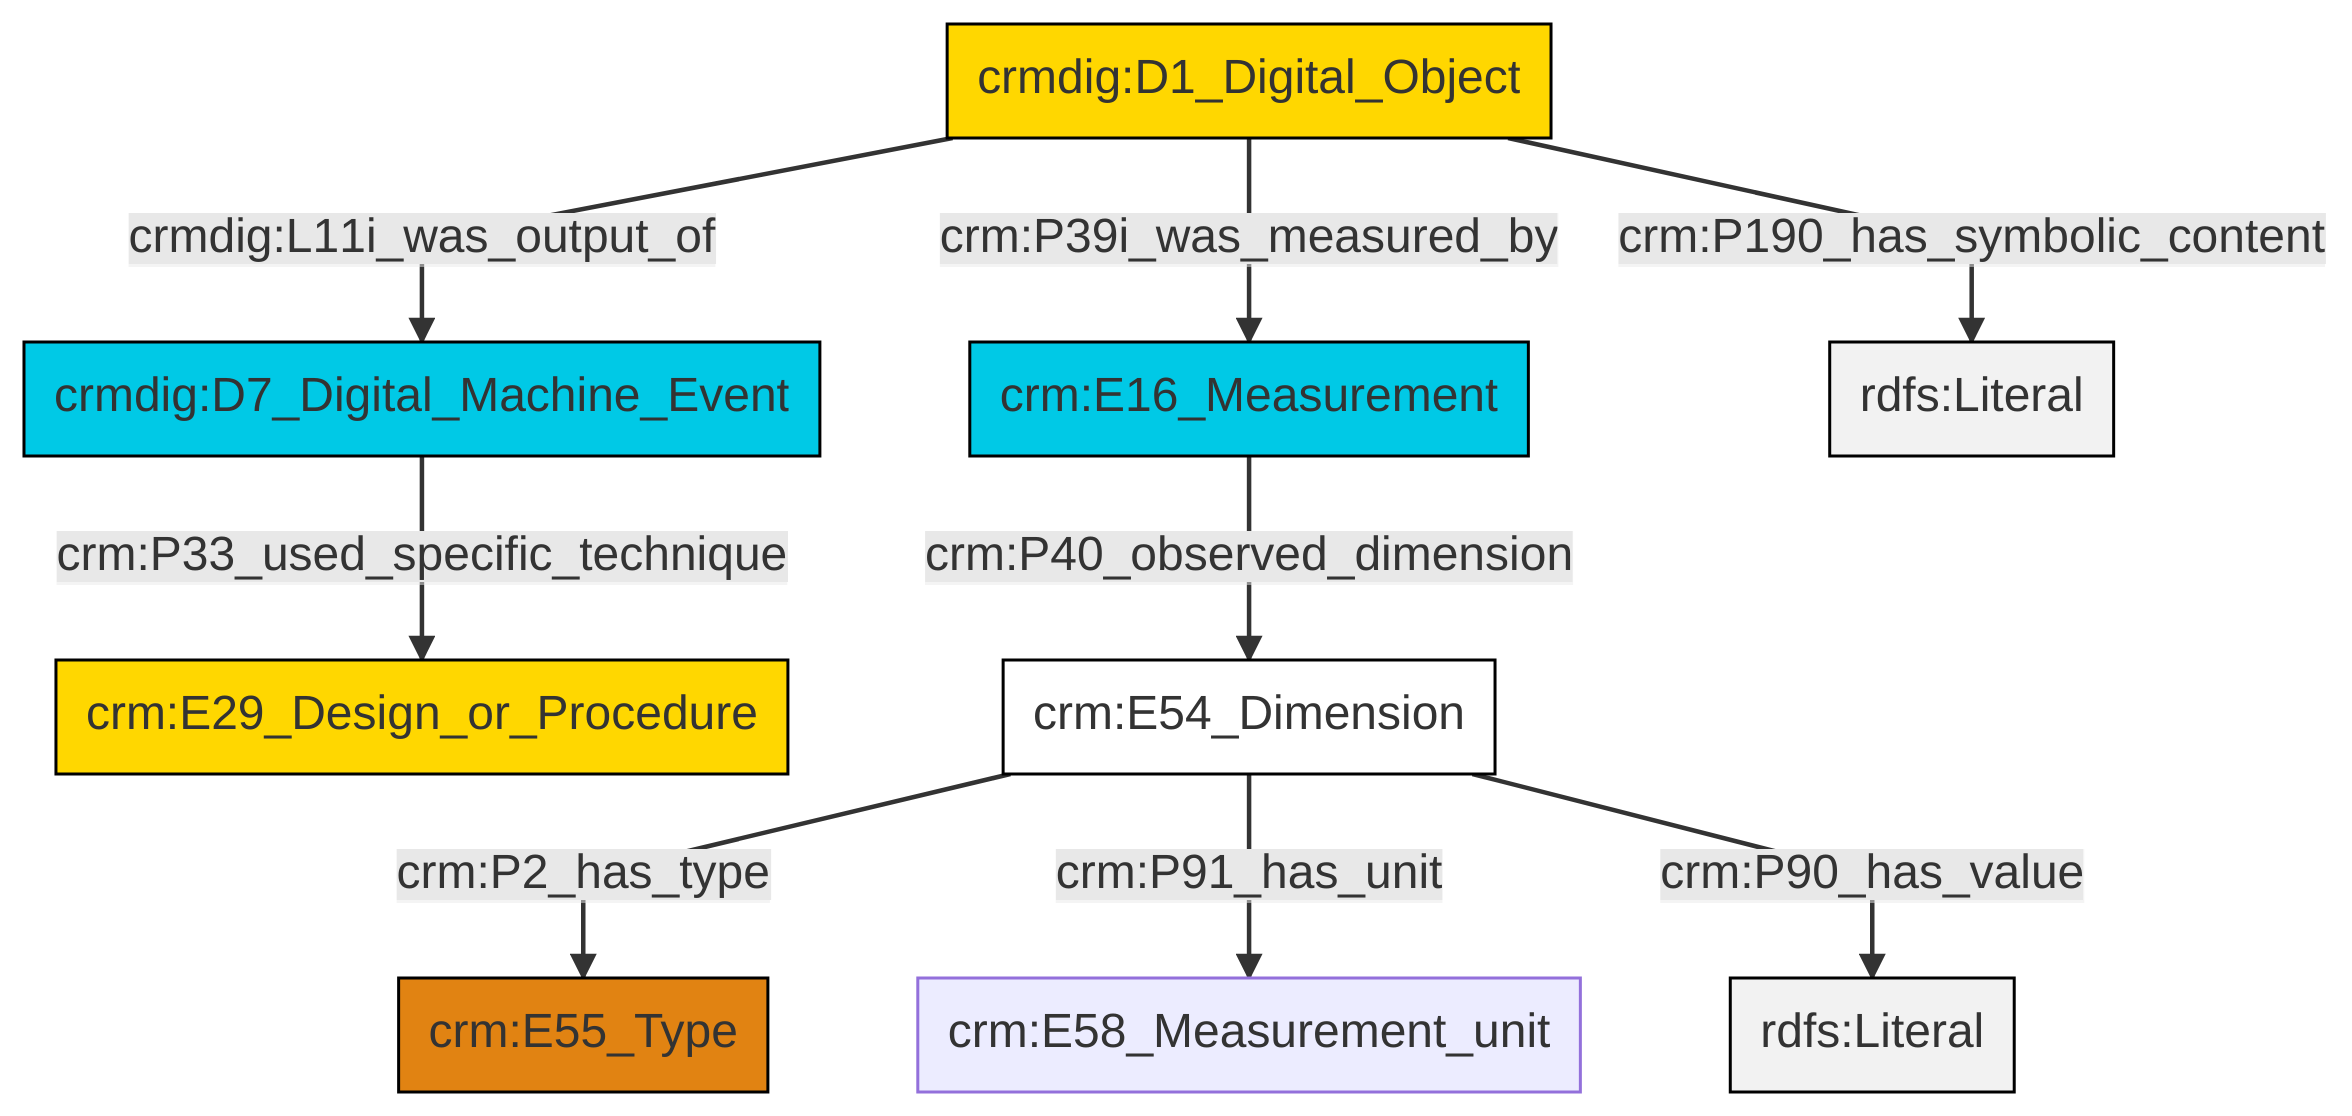 crmdig:D1_Digital_Object
crmdig:L11i_was_output_of
crm:P39i_was_measured_by
crm:P190_has_symbolic_content
crmdig:D7_Digital_Machine_Event
crm:E16_Measurement
rdfs:Literal
crm:P33_used_specific_technique
crm:P40_observed_dimension
crm:E29_Design_or_Procedure
crm:E54_Dimension
crm:P2_has_type
crm:P91_has_unit
crm:P90_has_value
crm:E55_Type
crm:E58_Measurement_unit
rdfs:Literal